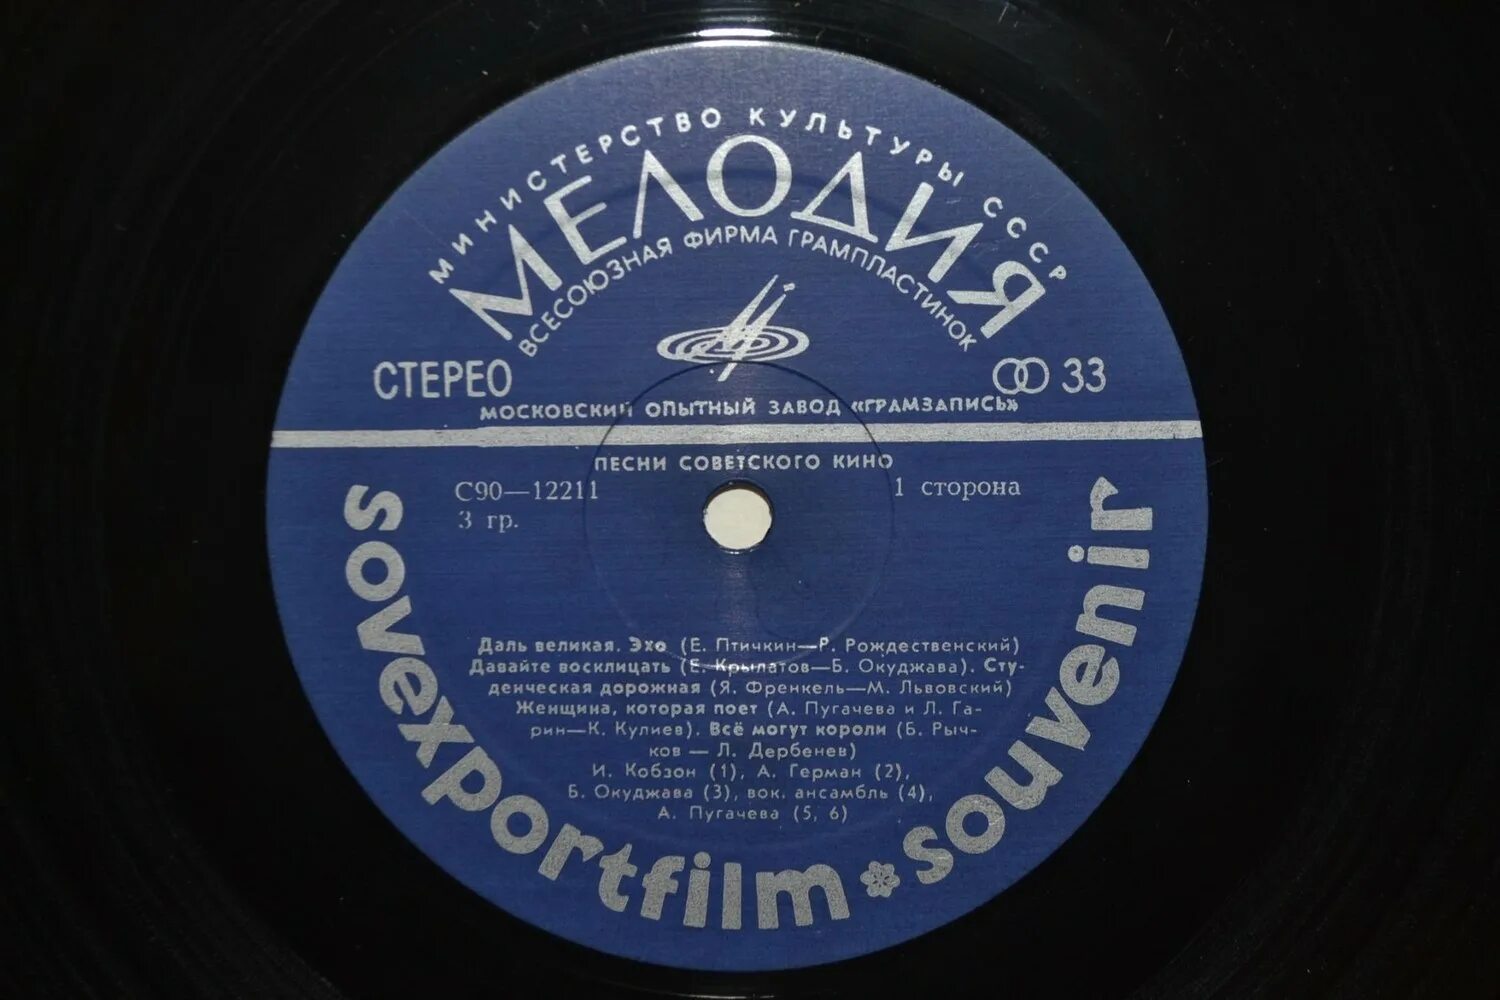 МИНИСТЕРСТВО КУЛЬТУРЫ СССР
МЕЛОДИЯ
ВСЕСОЮЗНАЯ ФИРМА ГРАМПЛАСТИНОК
СТЕРЕО
33
МОСКОВСКИЙ ОПЫТНЫЙ ЗАВОД «ГРАМЗАПИСЬ»
ПЕСНИ СОВЕТСКОГО КИНО
С90—12211
1 сторона
3 гр.
Даль великая. Эхо (Е. Птичкин—Р. Рождественский)
Давайте восклицать (Е. Крылатов—Б. Окуджава). Сту-
денческая дорожная (Я. Френкель—М. Львовский)
Женщина, которая поет (А. Пугачева и Л. Га-
рин—К. Кулиев). Всё могут короли (Б. Рыч-
ков — Л. Дербенев)
И. Кобзон (1), А. Герман (2),
Б. Окуджава (3), вок. ансамбль (4),
А. Пугачева (5, 6)
sovexportfilm souvenir